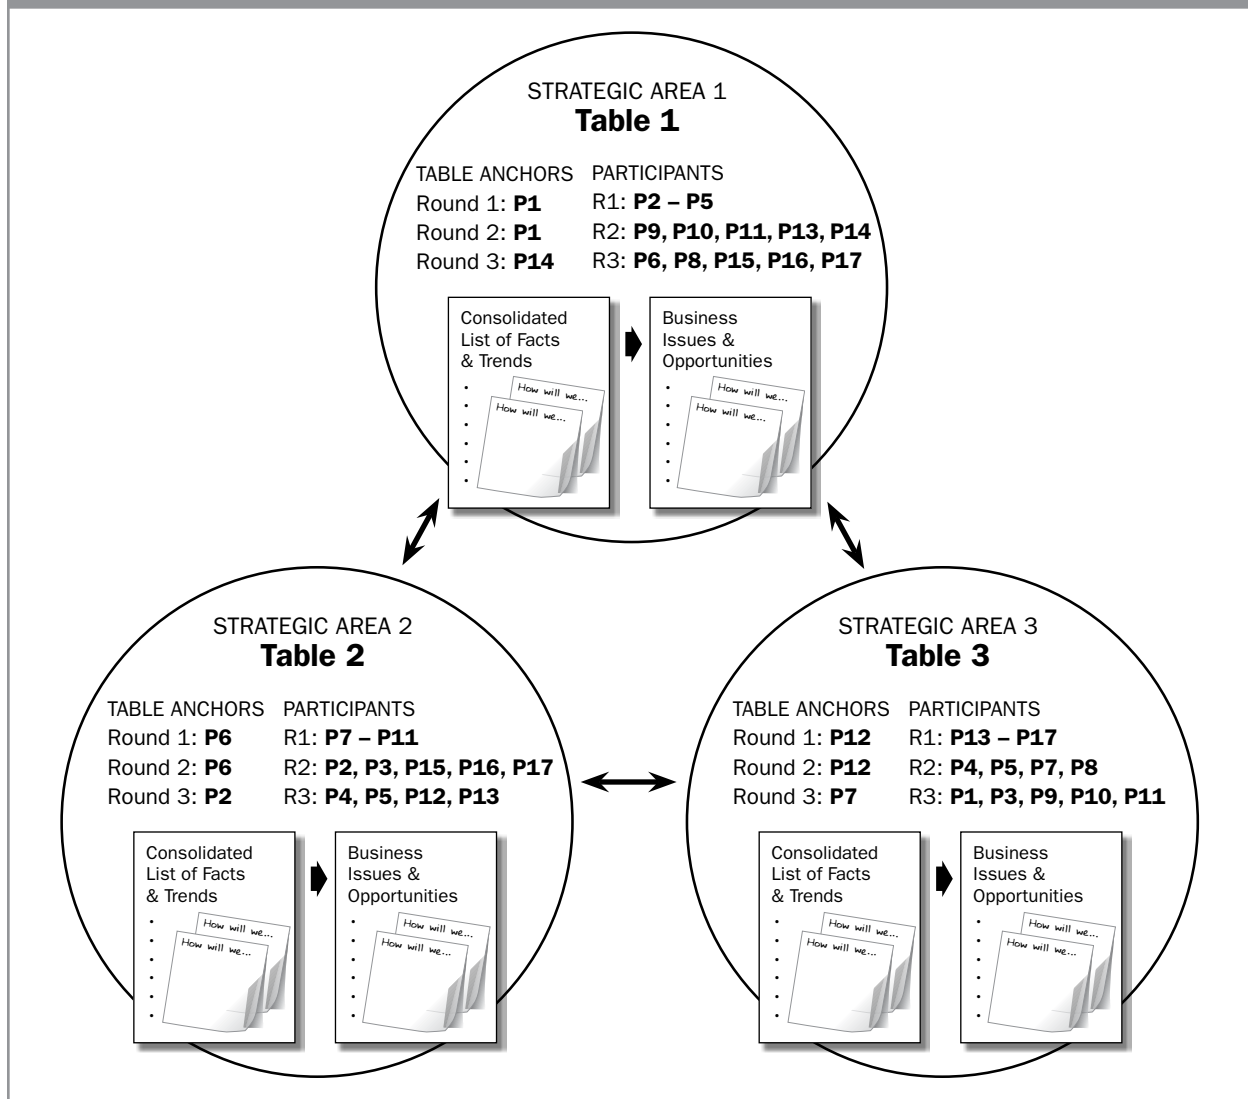 STRATEGIC AREA 1
Table 1
TABLE ANCHORS
Round 1: P1
Round 2: P1
Round 3: P14
PARTICIPANTS
R1: P2 – P5
R2: P9, P10, P11, P13, P14
R3: P6, P8, P15, P16, P17
Consolidated
List of Facts
& Trends
How will we...
How will we...
Business
Issues &
Opportunities
How will we...
How will we...
STRATEGIC AREA 2
Table 2
TABLE ANCHORS
Round 1: P6
Round 2: P6
Round 3: P2
PARTICIPANTS
R1: P7 – P11
R2: P2, P3, P15, P16, P17
R3: P4, P5, P12, P13
Consolidated
List of Facts
& Trends
How will we...
How will we...
Business
Issues &
Opportunities
How will we...
How will we...
STRATEGIC AREA 3
Table 3
TABLE ANCHORS
Round 1: P12
Round 2: P12
Round 3: P7
PARTICIPANTS
R1: P13 – P17
R2: P4, P5, P7, P8
R3: P1, P3, P9, P10, P11
Consolidated
List of Facts
& Trends
How will we...
How will we...
Business
Issues &
Opportunities
How will we...
How will we...